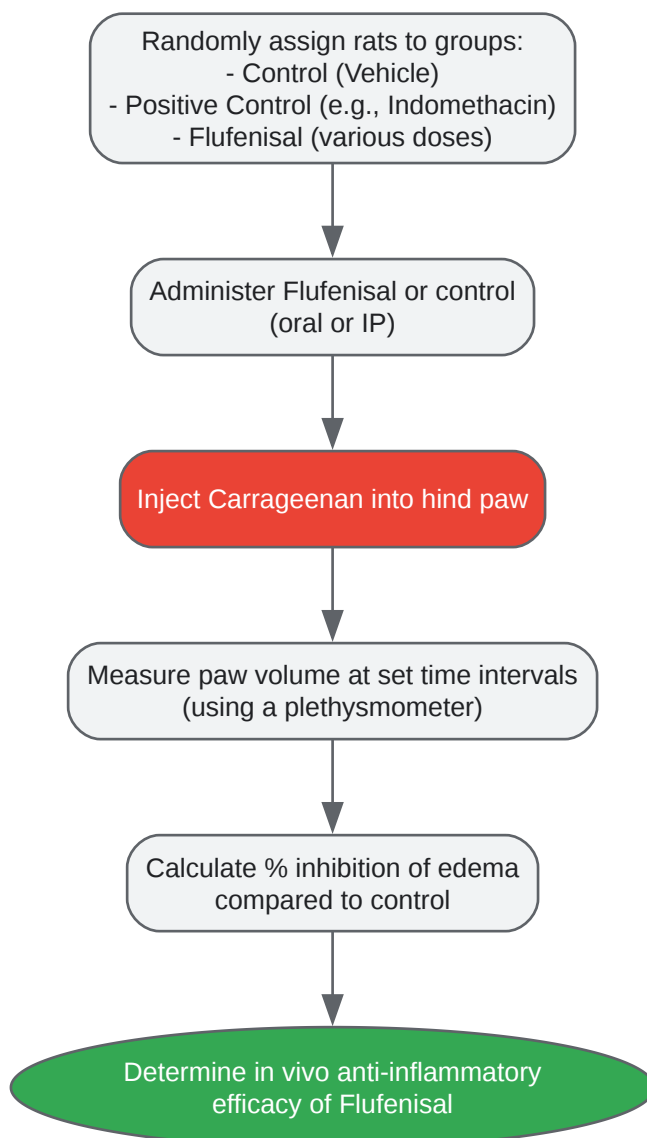 Randomly assign rats to groups:
- Control (Vehicle)
- Positive Control (e.g., Indomethacin)
- Flufenisal (various doses)
Administer Flufenisal or control
(oral or IP)
Inject Carrageenan into hind paw
Measure paw volume at set time intervals
(using a plethysmometer)
Calculate % inhibition of edema
compared to control
Determine in vivo anti-inflammatory
efficacy of Flufenisal